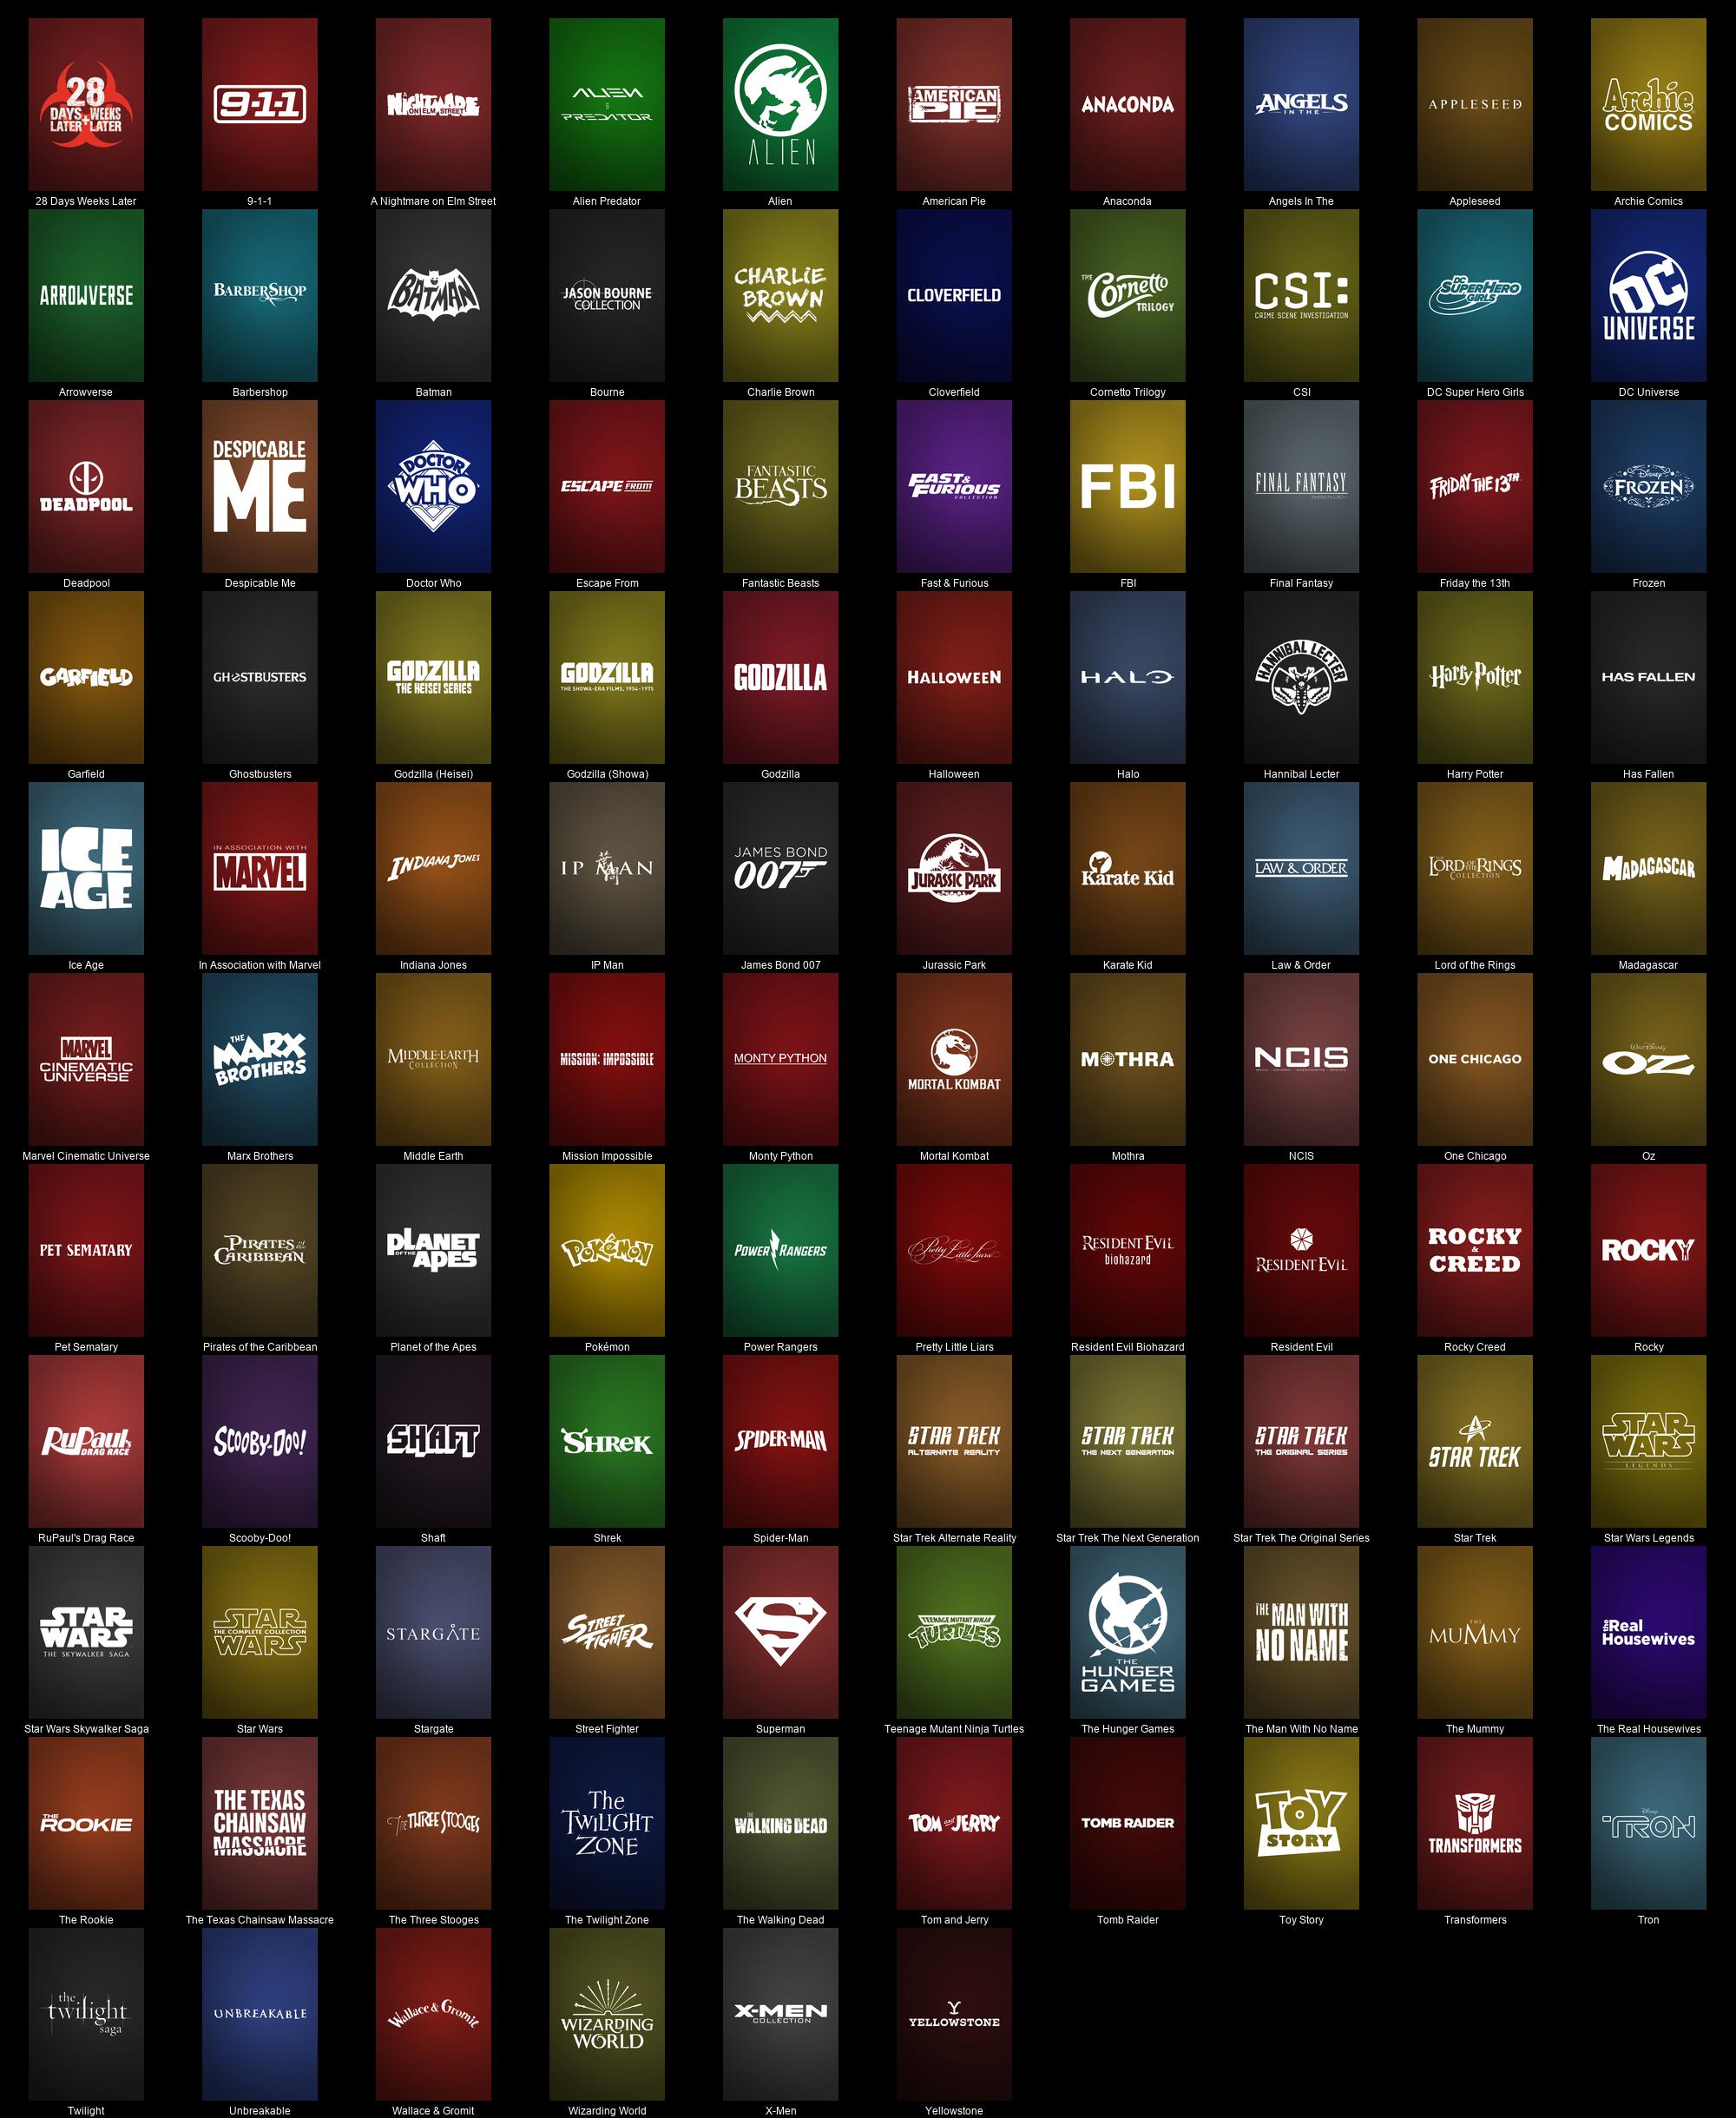 28
DAYS WEEKS
LATER + LATER
28 Days Weeks Later
9-1-1
9-1-1
A
NIGHTMARE
ON ELM STREET
A Nightmare on Elm Street
ALIEN
&
PREDATOR
Alien Predator
ALIEN
Alien
AMERICAN
PIE
American Pie
ANACONDA
Anaconda
ANGELS
IN THE
Angels In The
APPLESEED
Appleseed
Archie
COMICS
Archie Comics
ARROWVERSE
Arrowverse
BARBERSHOP
Barbershop
BATMAN
Batman
JASON BOURNE
COLLECTION
Bourne
CHARLIE
BROWN
Charlie Brown
CLOVERFIELD
Cloverfield
THE
Cornetto
TRILOGY
Cornetto Trilogy
CSI:
CRIME SCENE INVESTIGATION
CSI
DC
SUPERHERO
GIRLS
DC Super Hero Girls
DC
UNIVERSE
DC Universe
DEADPOOL
Deadpool
DESPICABLE
ME
Despicable Me
DOCTOR
WHO
Doctor Who
ESCAPE FROM
Escape From
FANTASTIC
BEASTS
Fantastic Beasts
FAST &
FURIOUS
COLLECTION
Fast & Furious
FBI
FBI
FINAL FANTASY
Final Fantasy
FRIDAY THE 13TH
Friday the 13th
Disney
FROZEN
Frozen
GARFIELD
Garfield
GHOSTBUSTERS
Ghostbusters
GODZILLA
THE HEISEI SERIES
Godzilla (Heisei)
GODZILLA
THE SHOWA-ERA FILMS, 1954–1975
Godzilla (Showa)
GODZILLA
Godzilla
HALLOWEEN
Halloween
HALO
Halo
HANNIBAL LECTER
Hannibal Lecter
Harry Potter
Harry Potter
HAS FALLEN
Has Fallen
ICE
AGE
Ice Age
IN ASSOCIATION WITH
MARVEL
In Association with Marvel
INDIANA JONES
Indiana Jones
IP MAN
IP Man
JAMES BOND
007
James Bond 007
JURASSIC PARK
Jurassic Park
Karate Kid
Karate Kid
LAW & ORDER
Law & Order
THE LORD OF THE RINGS
COLLECTION
Lord of the Rings
MADAGASCAR
Madagascar
MARVEL
CINEMATIC
UNIVERSE
Marvel Cinematic Universe
THE
MARX
BROTHERS
Marx Brothers
MIDDLE-EARTH
COLLECTION
Middle Earth
MISSION: IMPOSSIBLE
Mission Impossible
MONTY PYTHON
Monty Python
MORTAL KOMBAT
Mortal Kombat
MOTHRA
Mothra
NCIS
NCIS
ONE CHICAGO
One Chicago
Walt Disney
OZ
Oz
PET SEMATARY
Pet Sematary
PIRATES of the
CARIBBEAN
Pirates of the Caribbean
PLANET
OF THE
APES
Planet of the Apes
POKéMON
Pokémon
POWER RANGERS
Power Rangers
Pretty Little Liars
Pretty Little Liars
RESIDENT EVIL
biohazard
Resident Evil Biohazard
RESIDENT EVIL
Resident Evil
ROCKY
&
CREED
Rocky Creed
ROCKY
Rocky
RuPaul's
DRAG RACE
RuPaul's Drag Race
SCOOBY-DOO!
Scooby-Doo!
SHAFT
Shaft
SHREK
Shrek
SPIDER-MAN
Spider-Man
STAR TREK
ALTERNATE REALITY
Star Trek Alternate Reality
STAR TREK
THE NEXT GENERATION
Star Trek The Next Generation
STAR TREK
THE ORIGINAL SERIES
Star Trek The Original Series
STAR TREK
Star Trek
STAR
WARS
LEGENDS
Star Wars Legends
STAR
WARS
THE SKYWALKER SAGA
Star Wars Skywalker Saga
STAR
THE COMPLETE COLLECTION
WARS
Star Wars
STARGATE
Stargate
STREET
FIGHTER
Street Fighter
S
Superman
TEENAGE MUTANT NINJA
TURTLES
Teenage Mutant Ninja Turtles
THE
HUNGER
GAMES
The Hunger Games
THE MAN WITH
NO NAME
The Man With No Name
THE
MUMMY
The Mummy
the Real
Housewives
The Real Housewives
THE
ROOKIE
The Rookie
THE TEXAS
CHAINSAW
MASSACRE
The Texas Chainsaw Massacre
The THREE STOOGES
The Three Stooges
The
TWILIGHT
ZONE
The Twilight Zone
THE
WALKING DEAD
The Walking Dead
TOM and JERRY
Tom and Jerry
TOMB RAIDER
Tomb Raider
TOY
STORY
Toy Story
TRANSFORMERS
Transformers
Disney
TRON
Tron
the
twilight
saga
Twilight
UNBREAKABLE
Unbreakable
Wallace & Gromit
Wallace & Gromit
WIZARDING
WORLD
Wizarding World
X-MEN
COLLECTION
X-Men
Y
YELLOWSTONE
Yellowstone